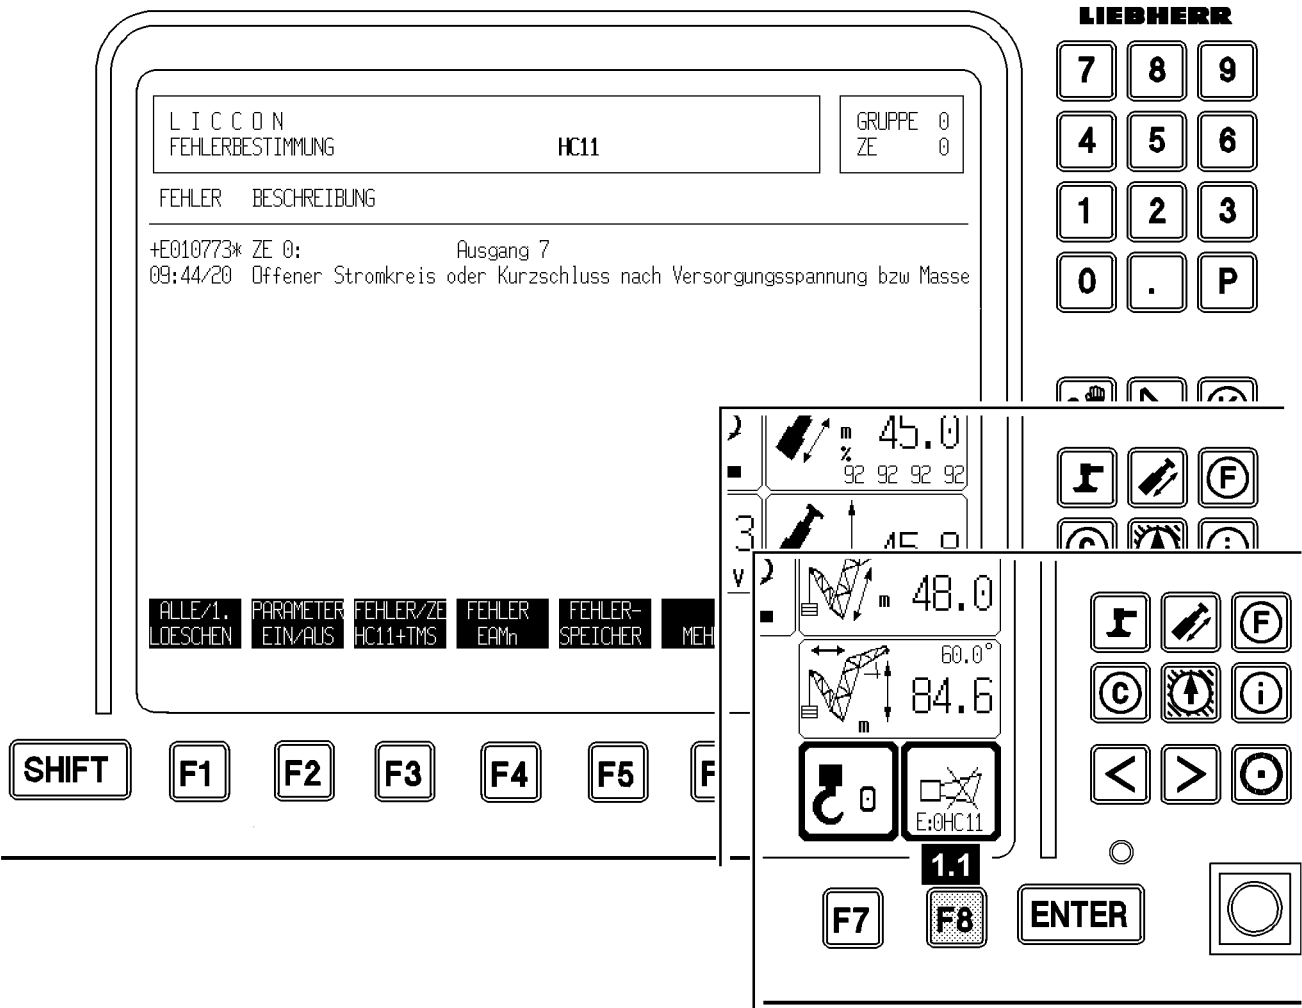 LIEBHERR
7 8 9
4 5 6
1 2 3
0 . P
L I C C O N
FEHLERBESTIMMUNG HC11
GRUPPE 0
ZE 0
FEHLER BESCHREIBUNG
+E010773* ZE 0: Ausgang 7
09:44/20 Offener Stromkreis oder Kurzschluss nach Versorgungsspannung bzw Masse
ALLE/1. PARAMETER FEHLER/ZE FEHLER FEHLER-
LOESCHEN EIN/AUS HC11+TMS EAMn SPEICHER MEH
SHIFT F1 F2 F3 F4 F5 F
m 45.0
%
92 92 92 92
3
V
F
m 48.0
60.0°
84.6
m
0
E:0HC11
1.1
F
C i
< >
F7 F8 ENTER